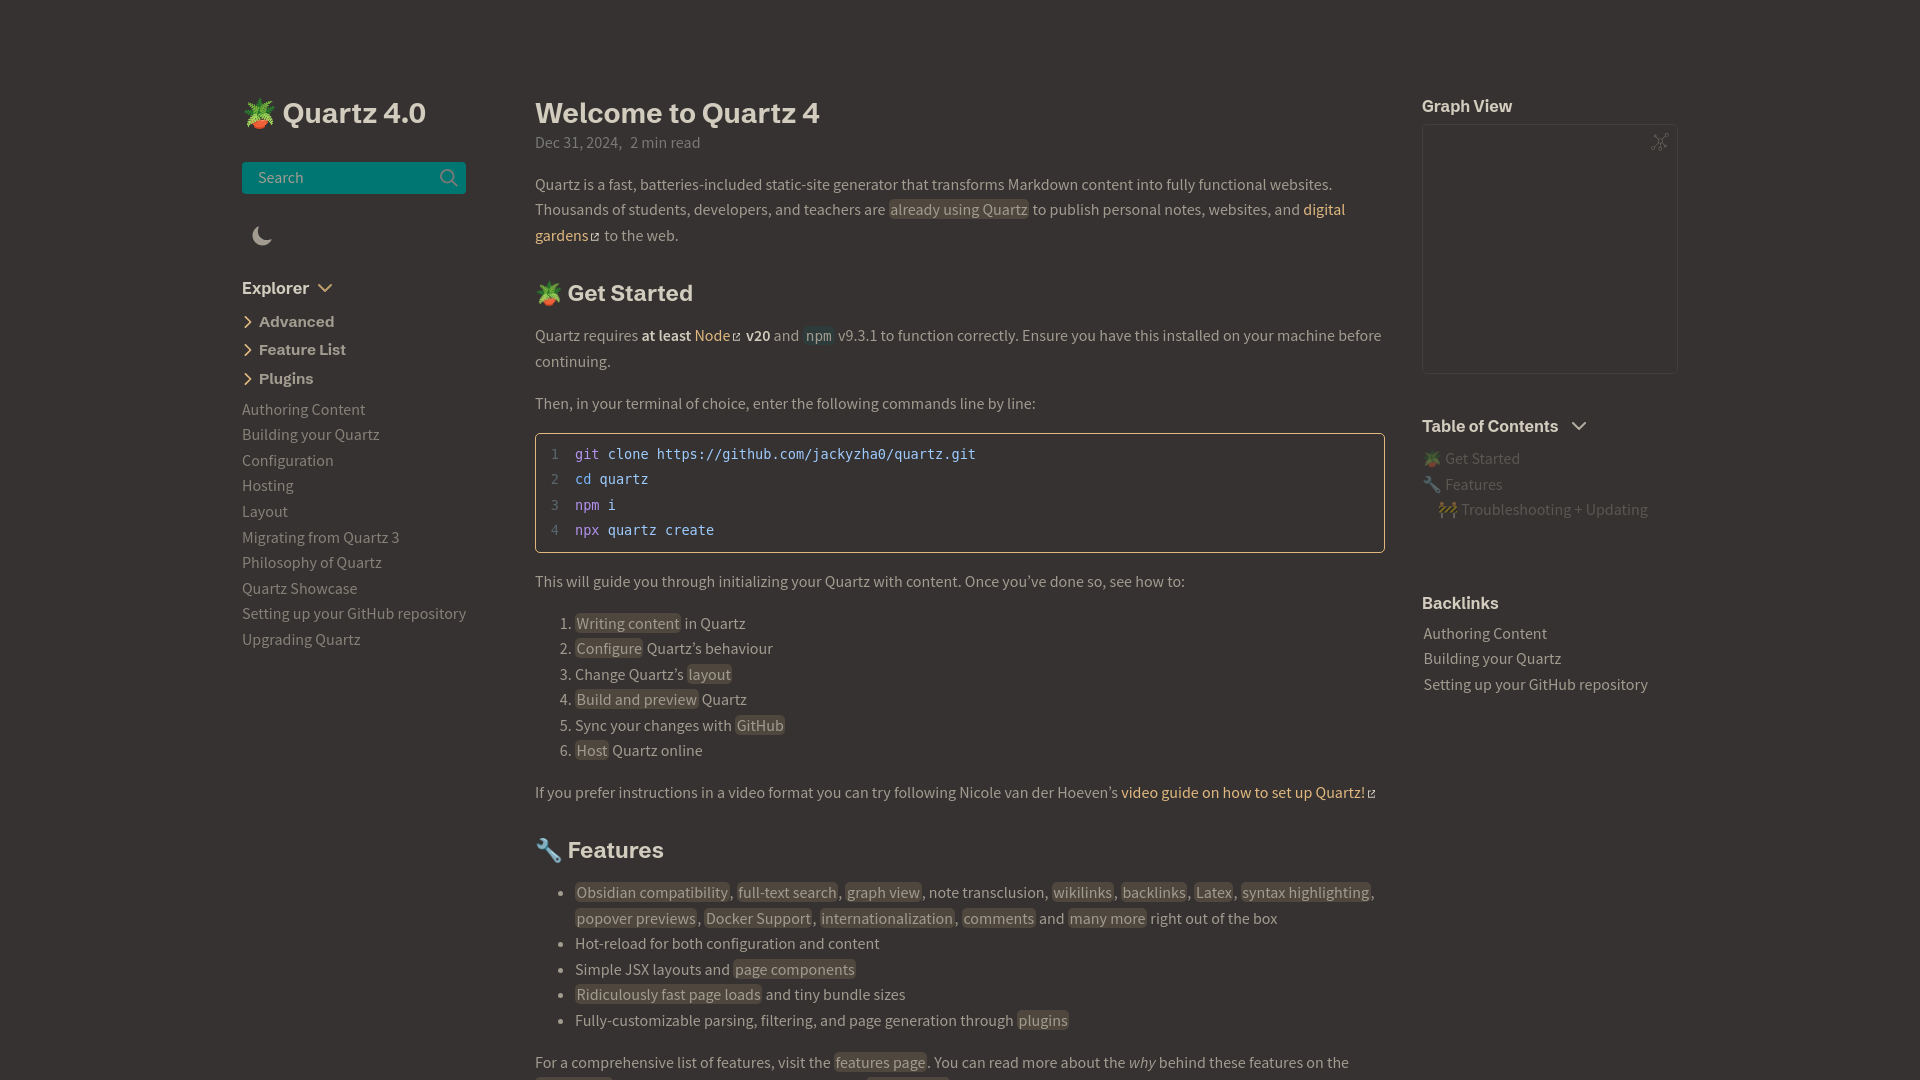 Quartz 4.0
Search
Explorer
Advanced
Feature List
Plugins
Authoring Content
Building your Quartz
Configuration
Hosting
Layout
Migrating from Quartz 3
Philosophy of Quartz
Quartz Showcase
Setting up your GitHub repository
Upgrading Quartz
Welcome to Quartz 4
Dec 31, 2024, 2 min read
Quartz is a fast, batteries-included static-site generator that transforms Markdown content into fully functional websites.
Thousands of students, developers, and teachers are already using Quartz to publish personal notes, websites, and digital
gardens to the web.
Get Started
Quartz requires at least Node v20 and npm v9.3.1 to function correctly. Ensure you have this installed on your machine before
continuing.
Then, in your terminal of choice, enter the following commands line by line:
1 git clone https://github.com/jackyzha0/quartz.git
2 cd quartz
3 npm i
4 npx quartz create
This will guide you through initializing your Quartz with content. Once you’ve done so, see how to:
1. Writing content in Quartz
2. Configure Quartz’s behaviour
3. Change Quartz’s layout
4. Build and preview Quartz
5. Sync your changes with GitHub
6. Host Quartz online
If you prefer instructions in a video format you can try following Nicole van der Hoeven’s video guide on how to set up Quartz!
Features
• Obsidian compatibility, full-text search, graph view, note transclusion, wikilinks, backlinks, Latex, syntax highlighting,
popover previews, Docker Support, internationalization, comments and many more right out of the box
• Hot-reload for both configuration and content
• Simple JSX layouts and page components
• Ridiculously fast page loads and tiny bundle sizes
• Fully-customizable parsing, filtering, and page generation through plugins
For a comprehensive list of features, visit the features page. You can read more about the why behind these features on the
Graph View
Table of Contents
Get Started
Features
Troubleshooting + Updating
Backlinks
Authoring Content
Building your Quartz
Setting up your GitHub repository